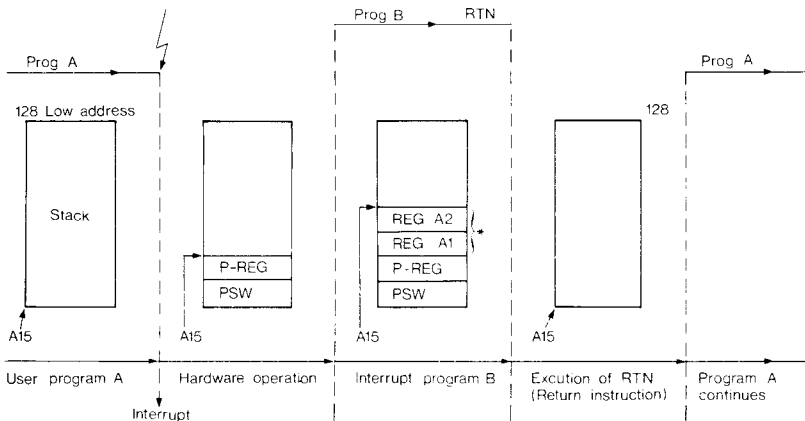 Prog B
RTN
Prog A
Prog A
128 Low address
128
Stack
REG A2
REG A1
*
P-REG
P-REG
PSW
PSW
A15
A15
A15
A15
User program A
Hardware operation
Interrupt program B
Excution of RTN
(Return instruction)
Program A
continues
Interrupt